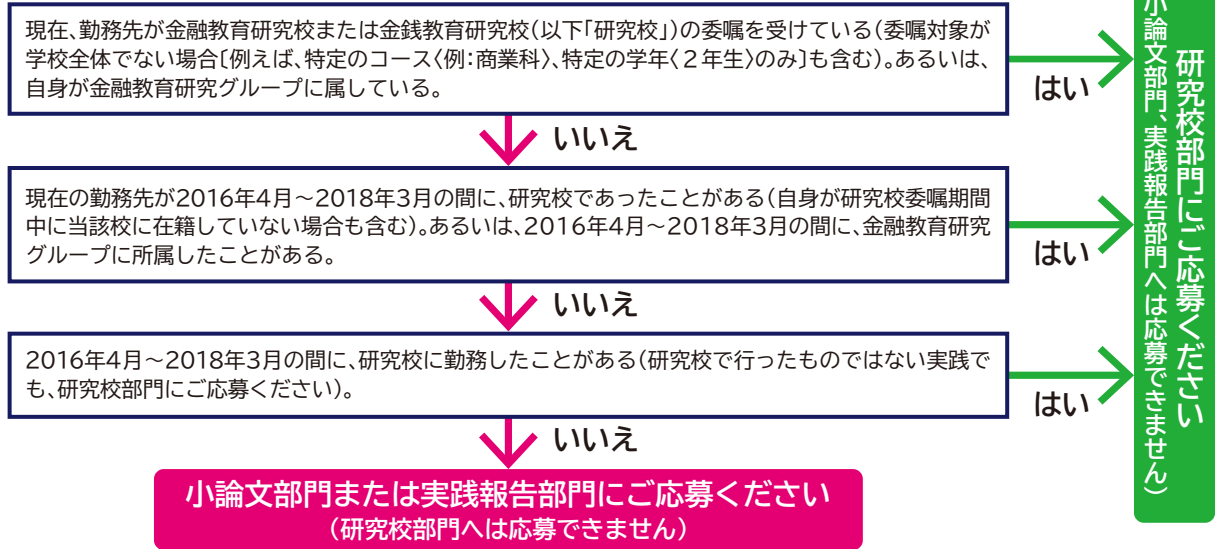 現在、勤務先が金融教育研究校または金銭教育研究校(以下「研究校」)の委嘱を受けている(委嘱対象が
学校全体でない場合〔例えば、特定のコース〈例:商業科〉、特定の学年〈2年生〉のみ〕も含む)。あるいは、
自身が金融教育研究グループに属している。
はい
いいえ
現在の勤務先が2016年4月～2018年3月の間に、研究校であったことがある(自身が研究校委嘱期間
中に当該校に在籍していない場合も含む)。あるいは、2016年4月～2018年3月の間に、金融教育研究
グループに所属したことがある。
はい
いいえ
2016年4月～2018年3月の間に、研究校に勤務したことがある(研究校で行ったものではない実践で
も、研究校部門にご応募ください)。
はい
いいえ
小論文部門または実践報告部門にご応募ください
(研究校部門へは応募できません)
研究校部門にご応募ください
小論文部門、実践報告部門へは応募できません)